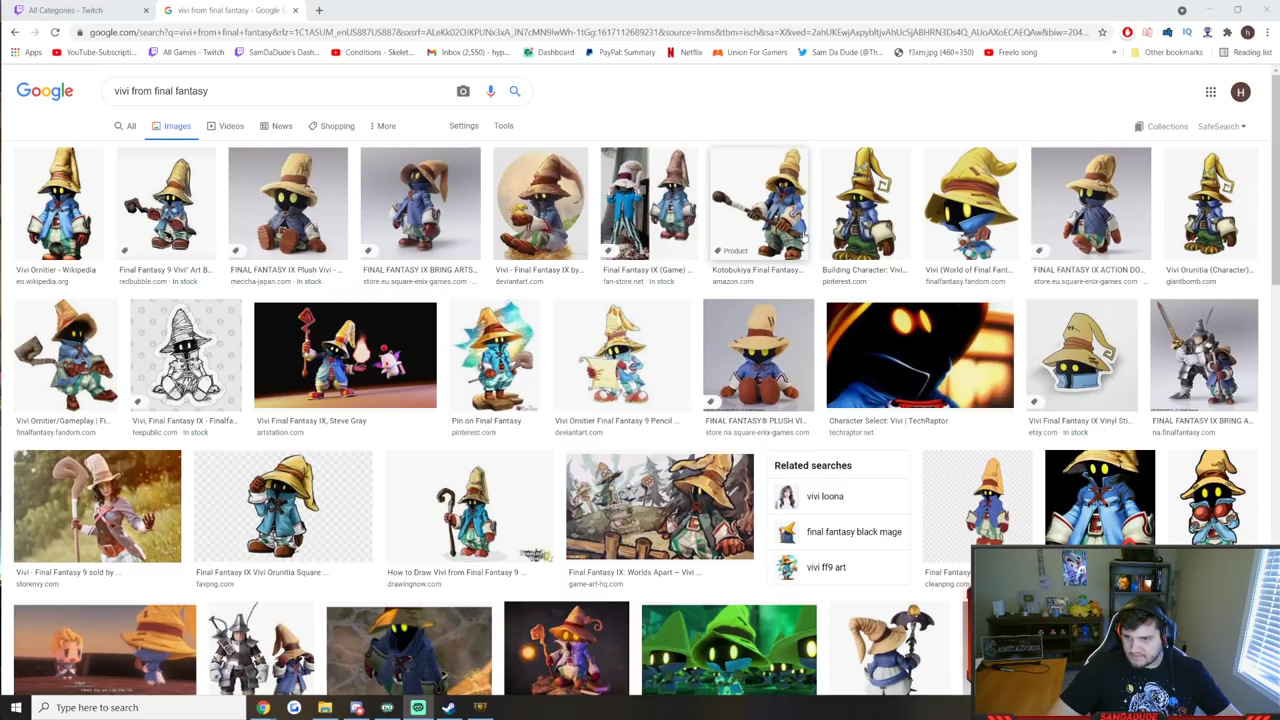 All Categories - Twitch
vivi from final fantasy - Google S
google.com/search?q=vivi+from+final+fantasy&rlz=1C1ASUM_enUS887US887&sxsrf=
Apps
YouTube-Subscriptio...
All Games - Twitch
SamDaDude's Dash...
Conditions - Skelet...
Inbox (2,550) - hyp...
Dashboard
PayPal: Summary
Netflix
Union For Gamers
Sam Da Dude (@Th...
f3xrn.jpg (460×350)
Freelo song
Other bookmarks
Reading list
Google
vivi from final fantasy
H
All
Images
Videos
News
Shopping
More
Settings
Tools
Collections
SafeSearch
Product
Vivi Ornitier - Wikipedia
Final Fantasy 9 Vivi" Art B...
FINAL FANTASY IX Plush Vivi - ...
FINAL FANTASY IX BRING ARTS...
Vivi - Final Fantasy IX by...
Final Fantasy IX (Game) ...
Kotobukiya Final Fantasy...
Building Character: Vivi...
Vivi (World of Final Fant...
FINAL FANTASY IX ACTION DO...
Vivi Orunitia (Character)...
en.wikipedia.org
redbubble.com · In stock
meccha-japan.com · In stock
store.eu.square-enix-games.com · ...
deviantart.com
fan-store.net · In stock
amazon.com
pinterest.com
finalfantasy.fandom.com
store.eu.square-enix-games.com · ...
giantbomb.com
Vivi Ornitier/Gameplay | Fi...
Vivi, Final Fantasy IX - Finalfa...
Vivi Final Fantasy IX, Steve Gray
Pin on Final Fantasy
Vivi Ornitier Final Fantasy 9 Pencil ...
FINAL FANTASY® PLUSH VI...
Character Select: Vivi | TechRaptor
Vivi Final Fantasy IX Vinyl Sti...
FINAL FANTASY IX BRING A...
finalfantasy.fandom.com
teepublic.com · In stock
artstation.com
pinterest.com
deviantart.com
store.na.square-enix-games.com
techraptor.net
etsy.com · In stock
na.finalfantasy.com
Related searches
vivi loona
final fantasy black mage
vivi ff9 art
Vivi - Final Fantasy 9 sold by ...
Final Fantasy IX Vivi Orunitia Square ...
How to Draw Vivi from Final Fantasy 9 ...
Final Fantasy IX: Worlds Apart – Vivi ...
Final Fantasy
storenvy.com
favpng.com
drawingnow.com
game-art-hq.com
cleanpng.com
SAMDADUDE
Type here to search